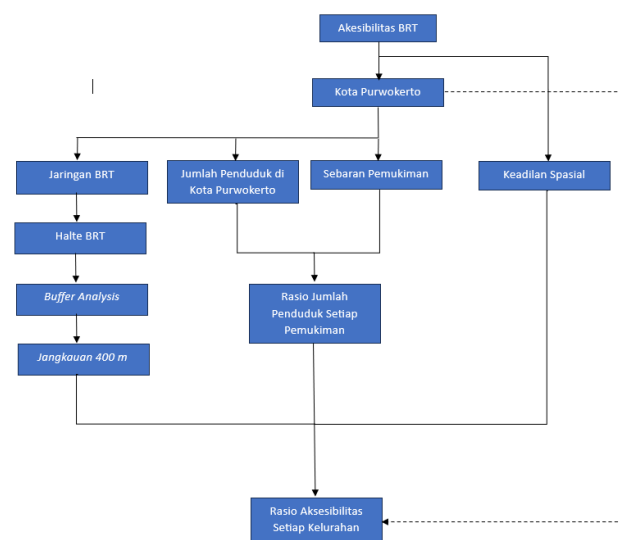 Akesibilitas BRT
Kota Purwokerto
Jaringan BRT
Jumlah Penduduk di
Kota Purwokerto
Sebaran Pemukiman
Keadilan Spasial
Halte BRT
Buffer Analysis
Rasio Jumlah
Penduduk Setiap
Pemukiman
Jangkauan 400 m
Rasio Aksesibilitas
Setiap Kelurahan